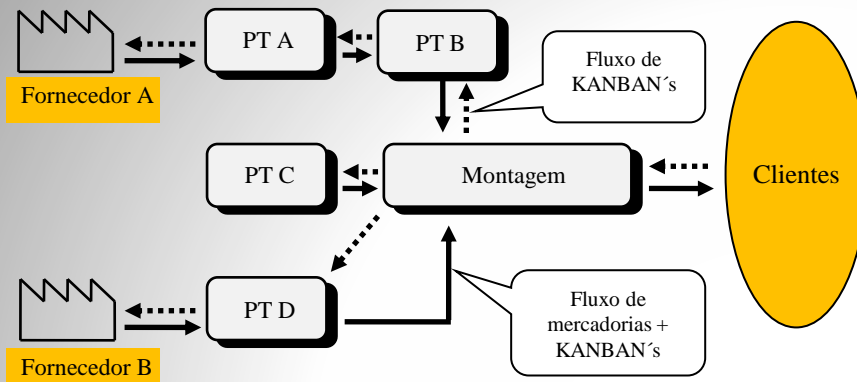 PT A
PT B
Fornecedor A
Fluxo de
KANBAN´s
PT C
Montagem
Clientes
PT D
Fluxo de
mercadorias +
KANBAN´s
Fornecedor B